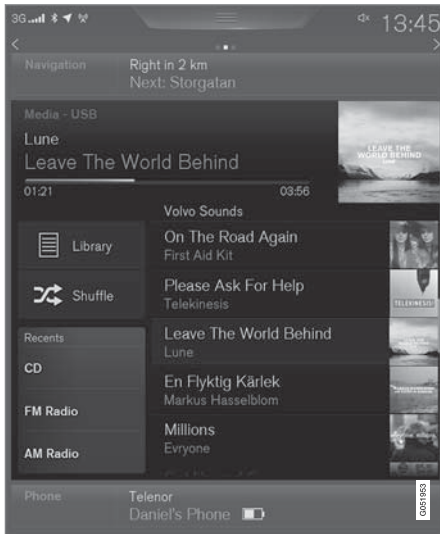 3G 13:45
Navigation Right in 2 km
Next: Storgatan
Media - USB
Lune
Leave The World Behind
01:21 03:56
LEAVE THE
WORLD BEHIND
Volvo Sounds
Library
Shuffle
Recents
CD
FM Radio
AM Radio
On The Road Again
First Aid Kit
Please Ask For Help
Telekinesis
TELEKINESIS!
Leave The World Behind
Lune
En Flyktig Kärlek
Markus Hasselblom
Millions
Evryone
Phone Telenor
Daniel's Phone
G051953